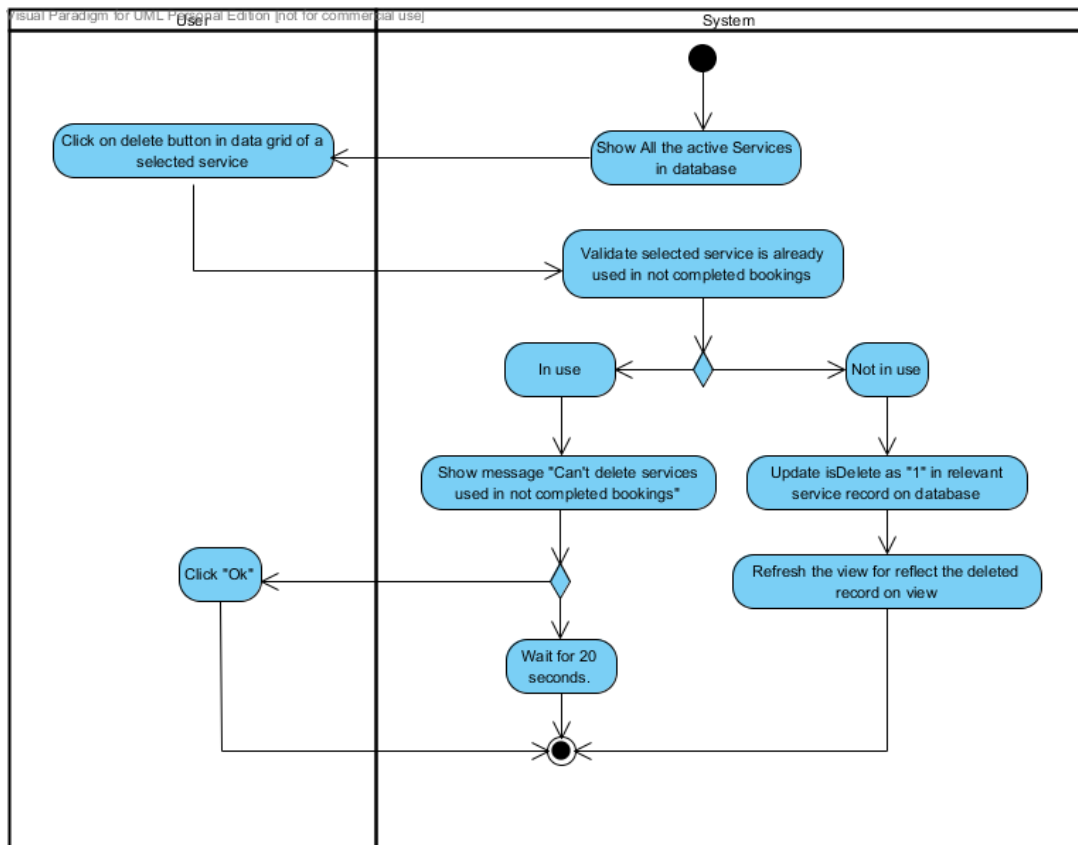 Visual Paradigm for UML Personal Edition [not for commercial use]
User
System
Click on delete button in data grid of a
selected service
Show All the active Services
in database
Validate selected service is already
used in not completed bookings
In use
Not in use
Show message "Can't delete services
used in not completed bookings"
Update isDelete as "1" in relevant
service record on database
Click "Ok"
Refresh the view for reflect the deleted
record on view
Wait for 20
seconds.